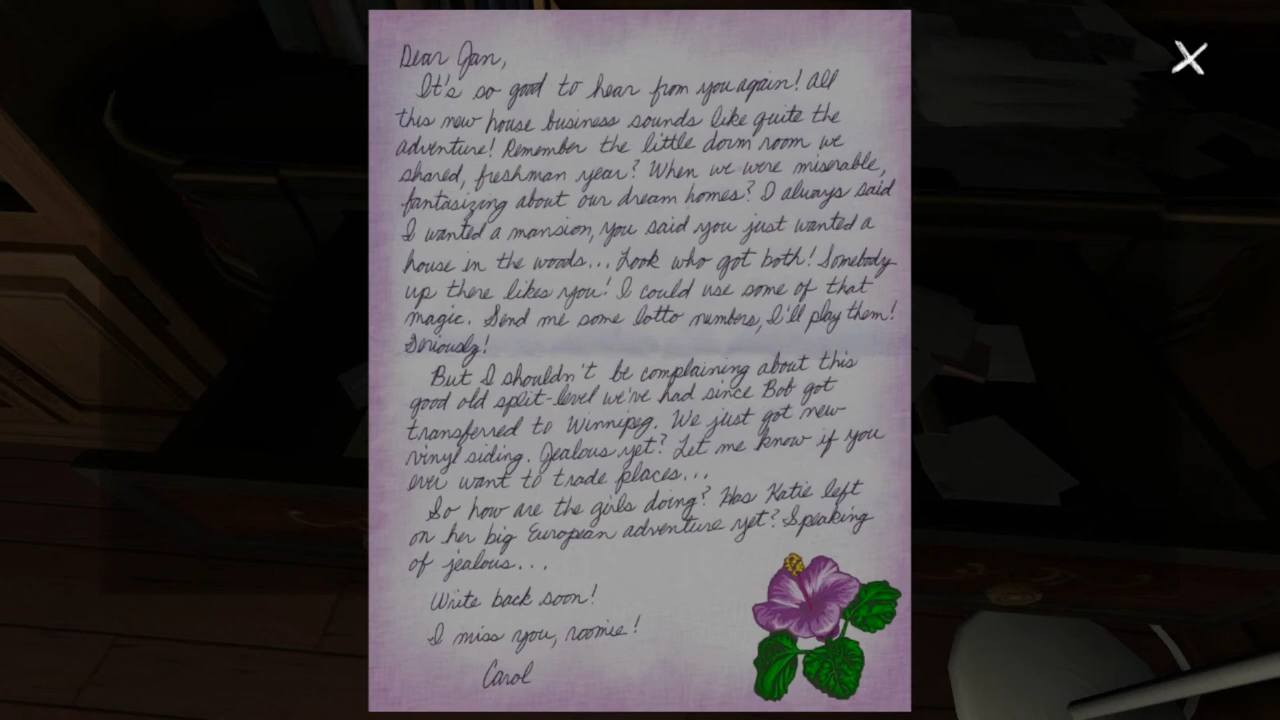 Dear Jan,
It's so good to hear from you again! All
this new house business sounds like quite the
adventure! Remember the little dorm room we
shared, freshman year? When we were miserable,
fantasizing about our dream homes? I always said
I wanted a mansion, you said you just wanted a
house in the woods... Look who got both! Somebody
up there likes you! I could use some of that
magic. Send me some lotto numbers, I'll play them!
Seriously!
But I shouldn't be complaining about this
good old split-level we've had since Bob got
transferred to Winnipeg. We just got new
vinyl siding. Jealous yet? Let me know if you
ever want to trade places...
So how are the girls doing? Has Katie left
on her big European adventure yet? Speaking
of jealous...
Write back soon!
I miss you, roomie!
Carol